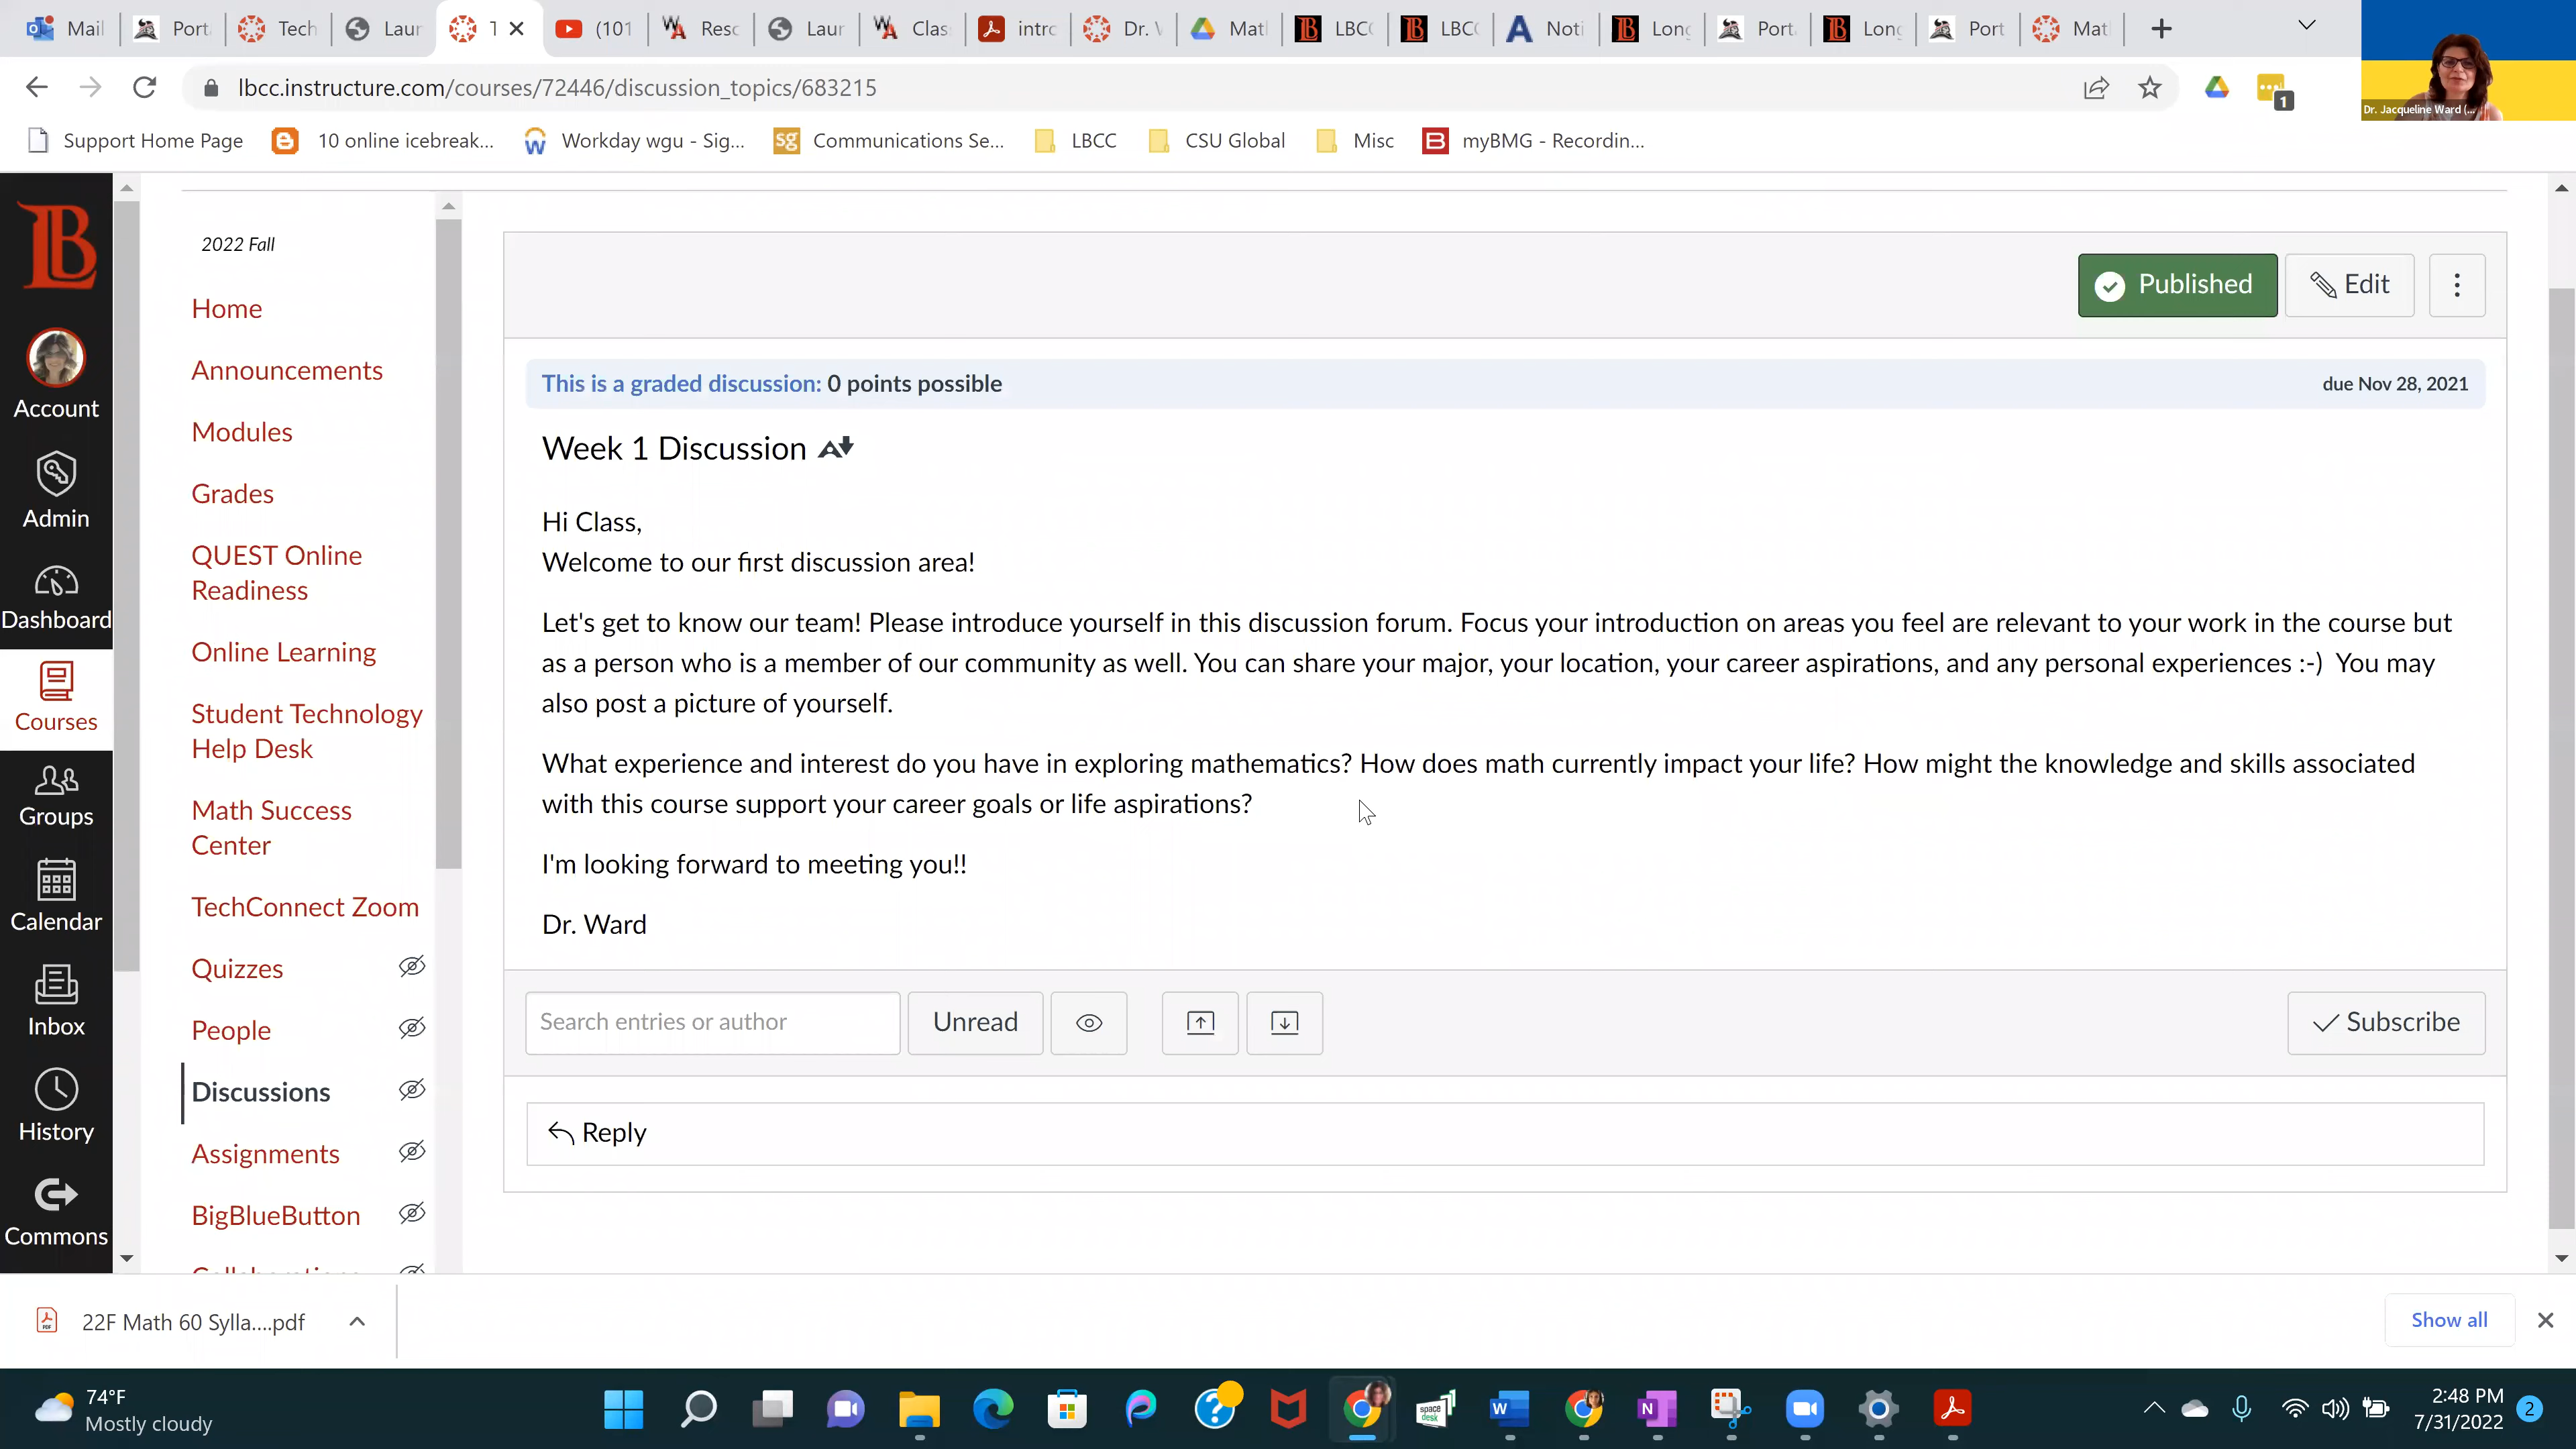 Mail
Port
Tech
Laur
T
(101
Resc
Laur
Clas
intro
Dr. V
Mat
LBCC
LBCC
Noti
Long
Port
Long
Port
Mat
lbcc.instructure.com/courses/72446/discussion_topics/683215
1
Dr. Jacqueline Ward (...
Support Home Page
10 online icebreak...
Workday wgu - Sig...
sg Communications Se...
LBCC
CSU Global
Misc
B myBMG - Recordin...
LB
Account
Admin
Dashboard
Courses
Groups
Calendar
Inbox
History
Commons
2022 Fall
Home
Announcements
Modules
Grades
QUEST Online
Readiness
Online Learning
Student Technology
Help Desk
Math Success
Center
TechConnect Zoom
Quizzes
People
Discussions
Assignments
BigBlueButton
Published
Edit
This is a graded discussion: 0 points possible
due Nov 28, 2021
Week 1 Discussion
Hi Class,
Welcome to our first discussion area!
Let's get to know our team! Please introduce yourself in this discussion forum. Focus your introduction on areas you feel are relevant to your work in the course but
as a person who is a member of our community as well. You can share your major, your location, your career aspirations, and any personal experiences :-) You may
also post a picture of yourself.
What experience and interest do you have in exploring mathematics? How does math currently impact your life? How might the knowledge and skills associated
with this course support your career goals or life aspirations?
I'm looking forward to meeting you!!
Dr. Ward
Search entries or author
Unread
Subscribe
Reply
22F Math 60 Sylla....pdf
Show all
74°F
Mostly cloudy
space
desk
2:48 PM
7/31/2022
2